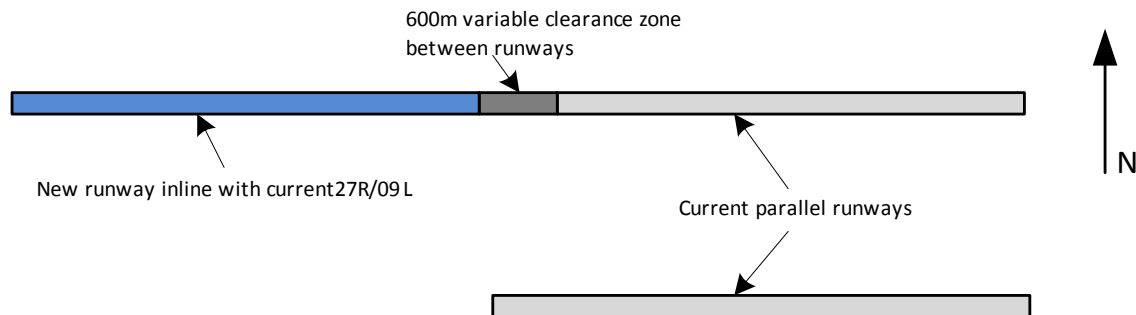 600m variable clearance zone
between runways
N
New runway inline with current27R/09 L
Current parallel runways